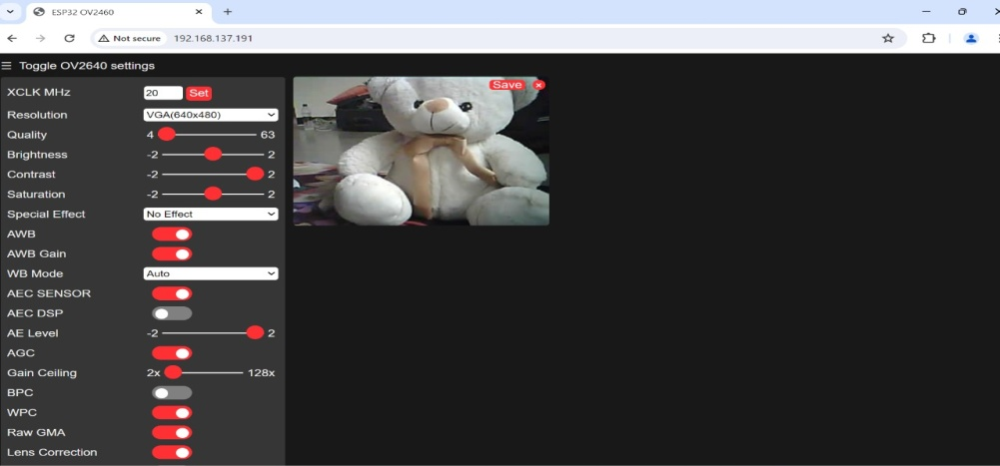 ESP32 OV2460
Not secure 192.168.137.191
Toggle OV2640 settings
XCLK MHz 20 Set
Resolution VGA(640x480)
Quality 4 63
Brightness -2 2
Contrast -2 2
Saturation -2 2
Special Effect No Effect
AWB
AWB Gain
WB Mode Auto
AEC SENSOR
AEC DSP
AE Level -2 2
AGC
Gain Ceiling 2x 128x
BPC
WPC
Raw GMA
Lens Correction
Save ×